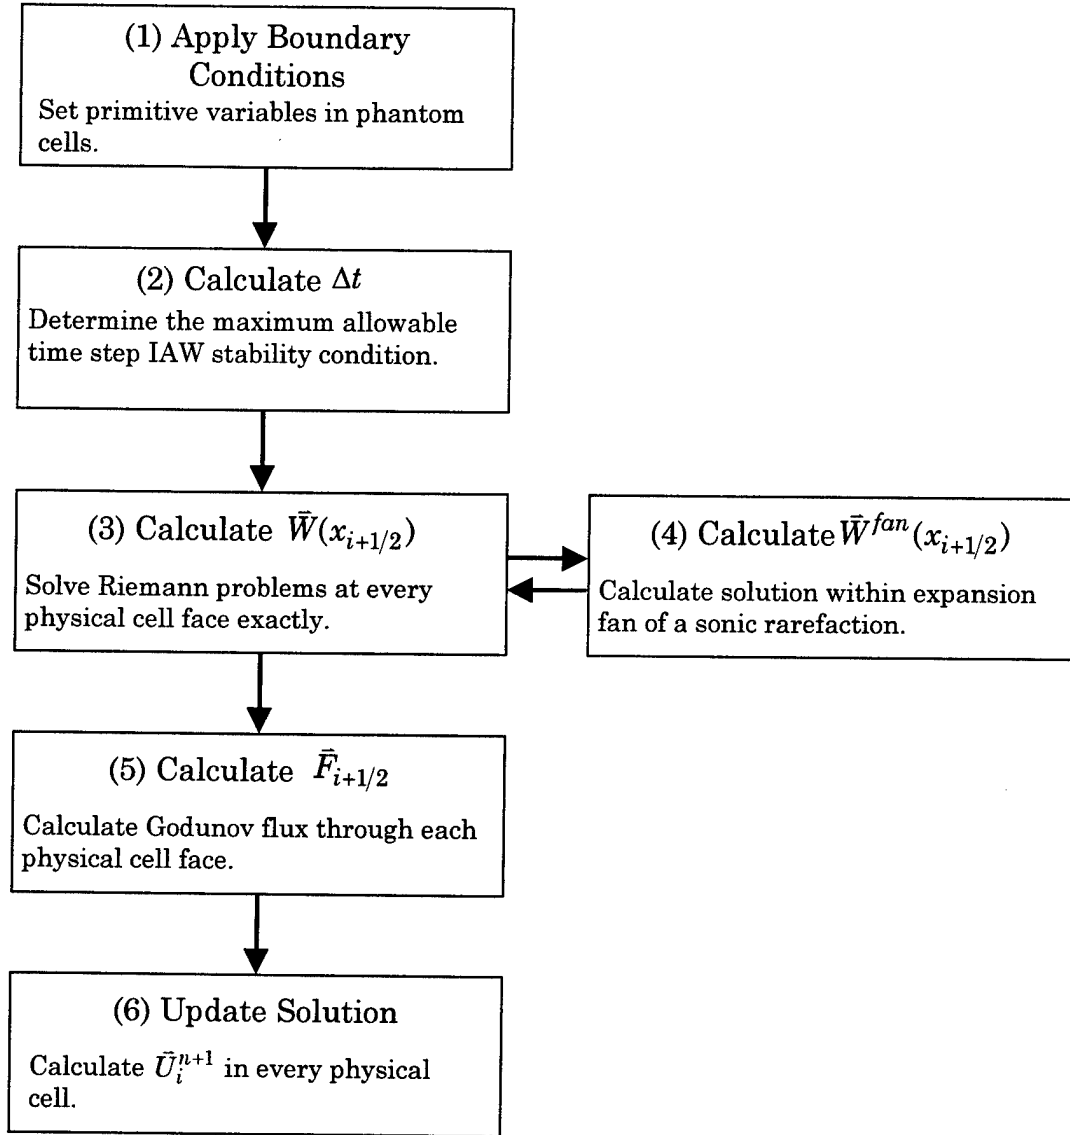 (1) Apply Boundary
Conditions
Set primitive variables in phantom
cells.
(2) Calculate Δt
Determine the maximum allowable
time step IAW stability condition.
(3) Calculate W⃗(x_{i+1/2})
Solve Riemann problems at every
physical cell face exactly.
(4) Calculate W⃗^{fan}(x_{i+1/2})
Calculate solution within expansion
fan of a sonic rarefaction.
(5) Calculate F⃗_{i+1/2}
Calculate Godunov flux through each
physical cell face.
(6) Update Solution
Calculate U⃗_i^{n+1} in every physical
cell.